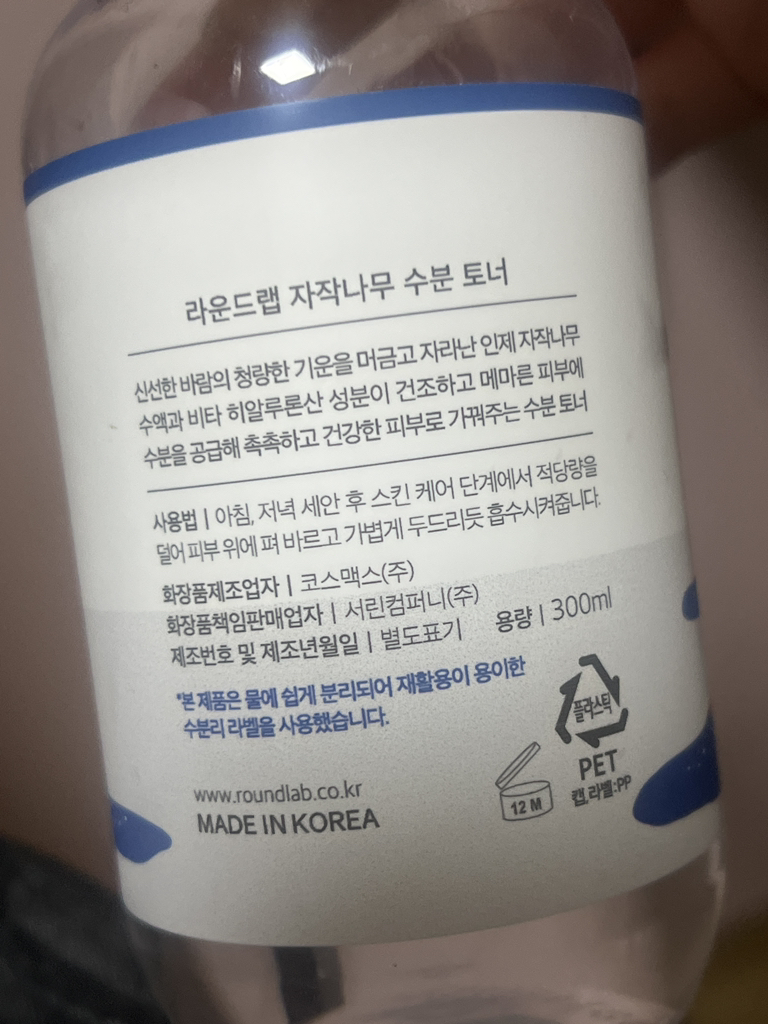 라운드랩 자작나무 수분 토너
신선한 바람의 청량한 기운을 머금고 자라난 인제 자작나무
수액과 비타 히알루론산 성분이 건조하고 메마른 피부에
수분을 공급해 촉촉하고 건강한 피부로 가꿔주는 수분 토너
사용법 | 아침, 저녁 세안 후 스킨 케어 단계에서 적당량을
덜어 피부 위에 펴 바르고 가볍게 두드리듯 흡수시켜줍니다.
화장품제조업자 | 코스맥스(주)
화장품책임판매업자 | 서린컴퍼니(주)
제조번호 및 제조년월일 | 별도표기
용량 | 300ml
*본 제품은 물에 쉽게 분리되어 재활용이 용이한
수분리 라벨을 사용했습니다.
플라스틱
PET
캡,라벨:PP
12 M
www.roundlab.co.kr
MADE IN KOREA